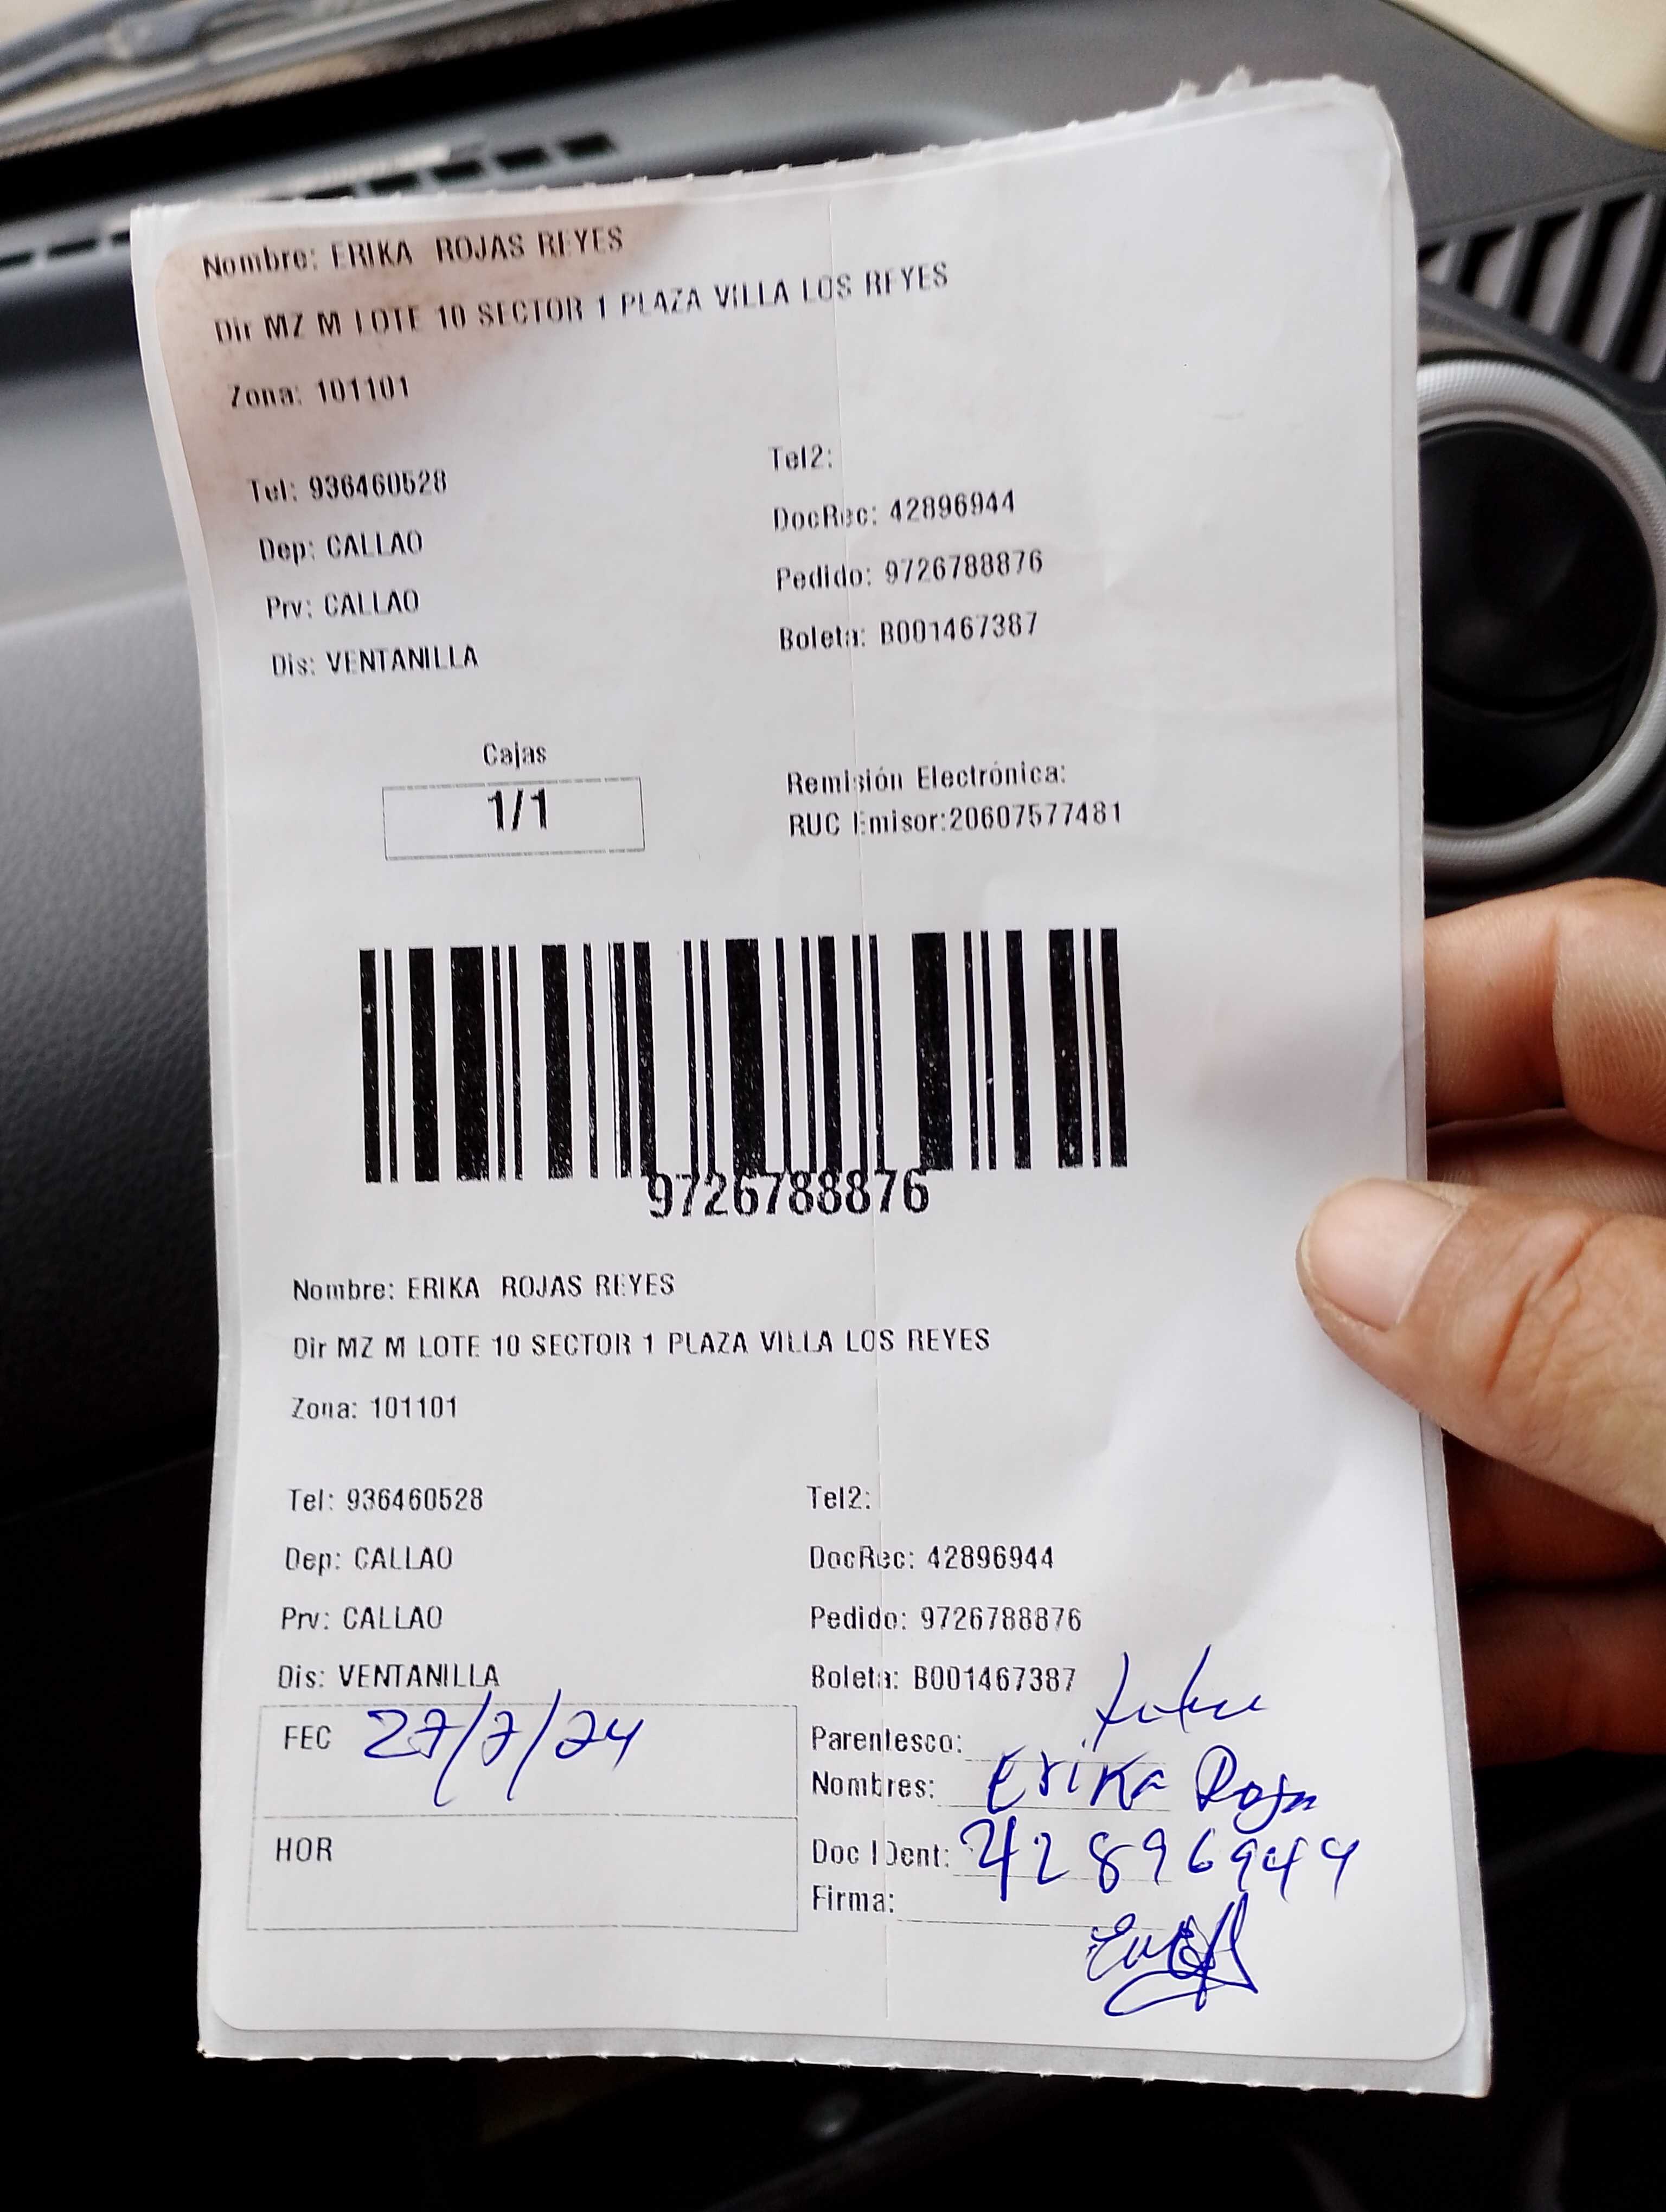 Nombre: ERIKA ROJAS REYES
Dir MZ M LOTE 10 SECTOR 1 PLAZA VILLA LOS REYES
Zona: 101101
Tel: 936460528
Tel2:
Dep: CALLAO
DocRec: 42896944
Prv: CALLAO
Pedido: 9726788876
Dis: VENTANILLA
Boleta: B001467387
Cajas
1/1
Remisión Electrónica:
RUC Emisor:20607577481
9726788876
Nombre: ERIKA ROJAS REYES
Dir MZ M LOTE 10 SECTOR 1 PLAZA VILLA LOS REYES
Zona: 101101
Tel: 936460528
Tel2:
Dep: CALLAO
DocRec: 42896944
Prv: CALLAO
Pedido: 9726788876
Dis: VENTANILLA
Boleta: B001467387
FEC 27/7/24
Parentesco:
Nombres: Erika Rojas
HOR
Doc IDent: 42896944
Firma: